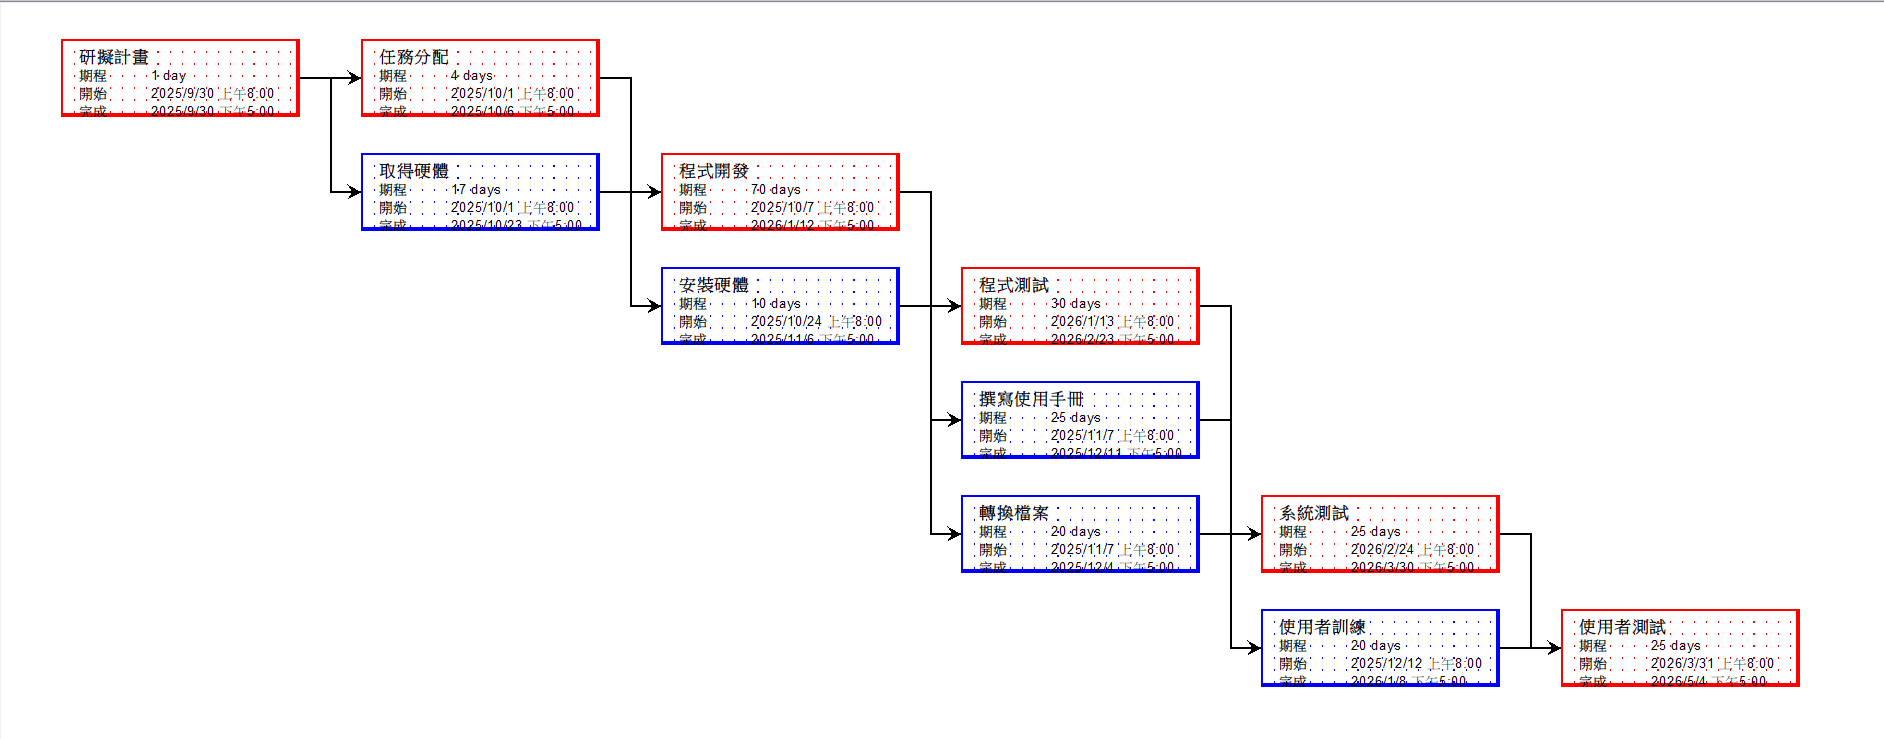 研擬計畫
期程 1 day
開始 2025/9/30 上午8:00
完成 2025/9/30 下午5:00
任務分配
期程 4 days
開始 2025/10/1 上午8:00
完成 2025/10/6 下午5:00
取得硬體
期程 17 days
開始 2025/10/1 上午8:00
完成 2025/10/23 下午5:00
程式開發
期程 70 days
開始 2025/10/7 上午8:00
完成 2026/1/12 下午5:00
安裝硬體
期程 10 days
開始 2025/10/24 上午8:00
完成 2025/11/6 下午5:00
程式測試
期程 30 days
開始 2026/1/13 上午8:00
完成 2026/2/23 下午5:00
撰寫使用手冊
期程 25 days
開始 2025/11/7 上午8:00
完成 2025/12/11 下午5:00
轉換檔案
期程 20 days
開始 2025/11/7 上午8:00
完成 2025/12/4 下午5:00
系統測試
期程 25 days
開始 2026/2/24 上午8:00
完成 2026/3/30 下午5:00
使用者訓練
期程 20 days
開始 2025/12/12 上午8:00
完成 2026/1/8 下午5:00
使用者測試
期程 25 days
開始 2026/3/31 上午8:00
完成 2026/5/4 下午5:00